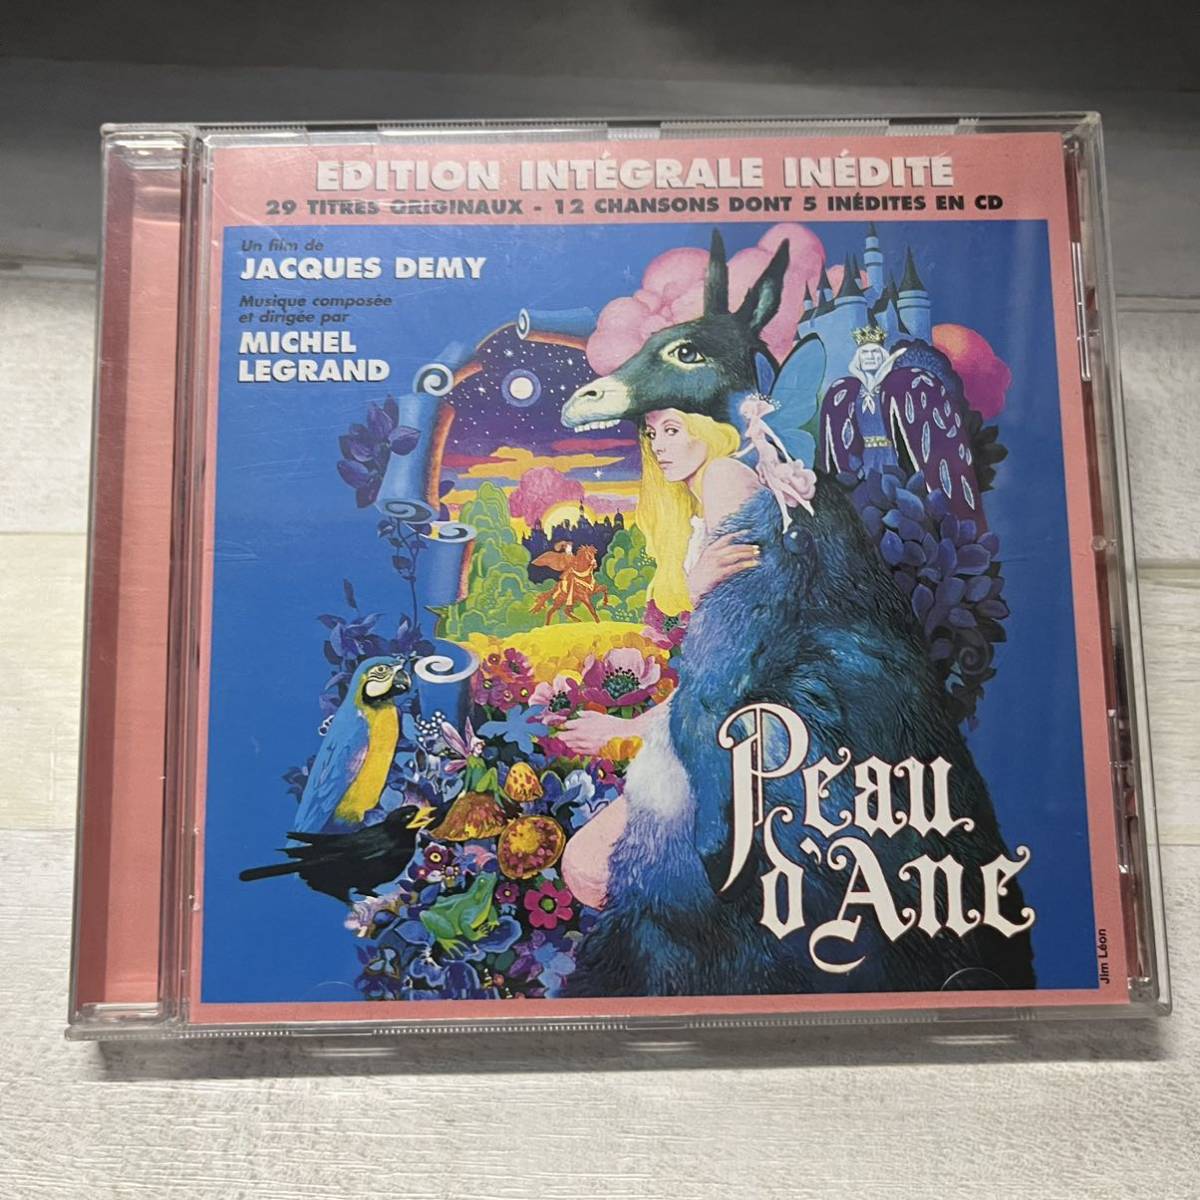 EDITION INTÉGRALE INÉDITE
29 TITRES ORIGINAUX - 12 CHANSONS DONT 5 INÉDITES EN CD
Un film de
JACQUES DEMY
Musique composée
et dirigée par
MICHEL
LEGRAND
Peau
d'Ane
Jim Léon